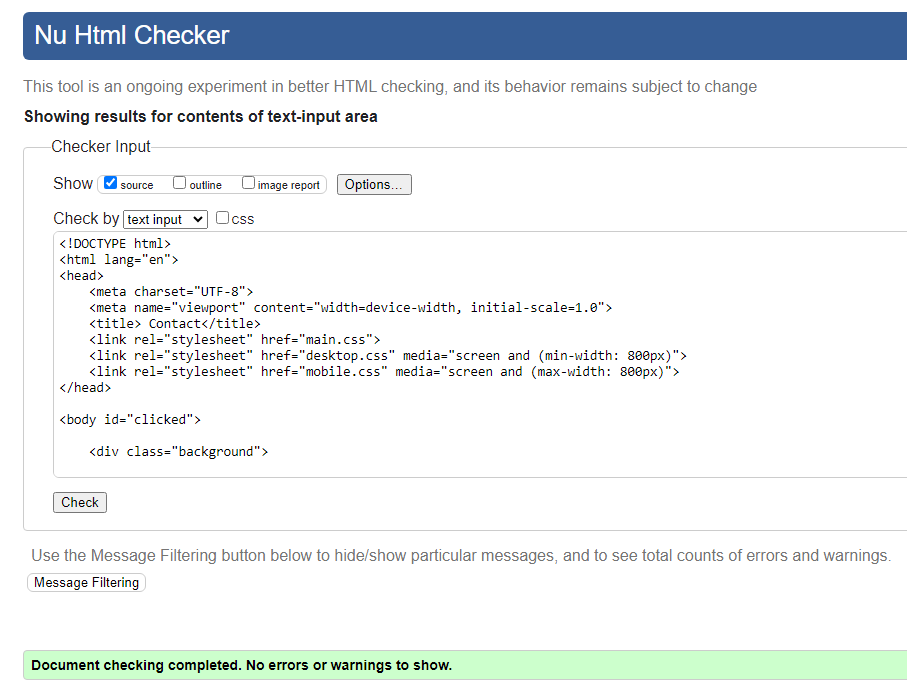 Nu Html Checker
This tool is an ongoing experiment in better HTML checking, and its behavior remains subject to change
Showing results for contents of text-input area
Checker Input
Show source outline image report Options...
Check by text input css
<!DOCTYPE html>
<html lang="en">
<head>
    <meta charset="UTF-8">
    <meta name="viewport" content="width=device-width, initial-scale=1.0">
    <title> Contact</title>
    <link rel="stylesheet" href="main.css">
    <link rel="stylesheet" href="desktop.css" media="screen and (min-width: 800px)">
    <link rel="stylesheet" href="mobile.css" media="screen and (max-width: 800px)">
</head>
<body id="clicked">
    <div class="background">
Check
Use the Message Filtering button below to hide/show particular messages, and to see total counts of errors and warnings.
Message Filtering
Document checking completed. No errors or warnings to show.